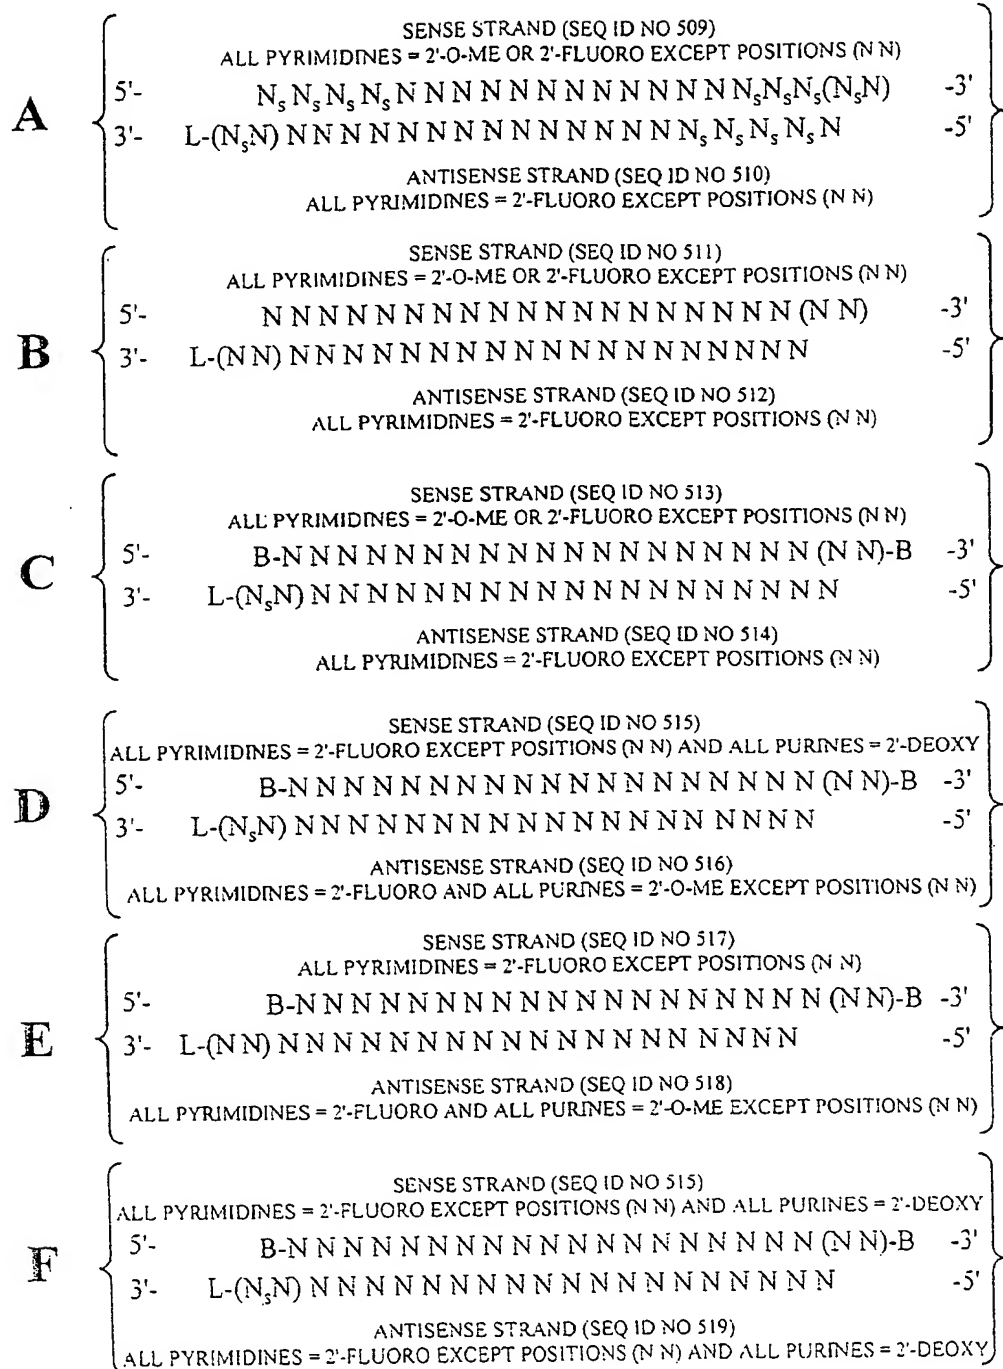 SENSE STRAND (SEQ ID NO 509)
ALL PYRIMIDINES = 2'-O-ME OR 2'-FLUORO EXCEPT POSITIONS (N N)
A
5'- NₛNₛNₛNₛN N N N N N N N N N N N NₛNₛNₛ(NₛN) -3'
3'- L-(NₛN) N N N N N N N N N N N N N N NₛNₛNₛNₛN -5'
ANTISENSE STRAND (SEQ ID NO 510)
ALL PYRIMIDINES = 2'-FLUORO EXCEPT POSITIONS (N N)
SENSE STRAND (SEQ ID NO 511)
ALL PYRIMIDINES = 2'-O-ME OR 2'-FLUORO EXCEPT POSITIONS (N N)
B
5'- N N N N N N N N N N N N N N N N N N N (N N) -3'
3'- L-(N N) N N N N N N N N N N N N N N N N N N N -5'
ANTISENSE STRAND (SEQ ID NO 512)
ALL PYRIMIDINES = 2'-FLUORO EXCEPT POSITIONS (N N)
SENSE STRAND (SEQ ID NO 513)
ALL PYRIMIDINES = 2'-O-ME OR 2'-FLUORO EXCEPT POSITIONS (N N)
C
5'- B-N N N N N N N N N N N N N N N N N N N (N N)-B -3'
3'- L-(NₛN) N N N N N N N N N N N N N N N N N N N -5'
ANTISENSE STRAND (SEQ ID NO 514)
ALL PYRIMIDINES = 2'-FLUORO EXCEPT POSITIONS (N N)
SENSE STRAND (SEQ ID NO 515)
ALL PYRIMIDINES = 2'-FLUORO EXCEPT POSITIONS (N N) AND ALL PURINES = 2'-DEOXY
D
5'- B-N N N N N N N N N N N N N N N N N N N (N N)-B -3'
3'- L-(NₛN) N N N N N N N N N N N N N N N N N N N -5'
ANTISENSE STRAND (SEQ ID NO 516)
ALL PYRIMIDINES = 2'-FLUORO AND ALL PURINES = 2'-O-ME EXCEPT POSITIONS (N N)
SENSE STRAND (SEQ ID NO 517)
ALL PYRIMIDINES = 2'-FLUORO EXCEPT POSITIONS (N N)
E
5'- B-N N N N N N N N N N N N N N N N N N N (N N)-B -3'
3'- L-(N N) N N N N N N N N N N N N N N N N N N N -5'
ANTISENSE STRAND (SEQ ID NO 518)
ALL PYRIMIDINES = 2'-FLUORO AND ALL PURINES = 2'-O-ME EXCEPT POSITIONS (N N)
SENSE STRAND (SEQ ID NO 515)
ALL PYRIMIDINES = 2'-FLUORO EXCEPT POSITIONS (N N) AND ALL PURINES = 2'-DEOXY
F
5'- B-N N N N N N N N N N N N N N N N N N N (N N)-B -3'
3'- L-(NₛN) N N N N N N N N N N N N N N N N N N N -5'
ANTISENSE STRAND (SEQ ID NO 519)
ALL PYRIMIDINES = 2'-FLUORO EXCEPT POSITIONS (N N) AND ALL PURINES = 2'-DEOXY